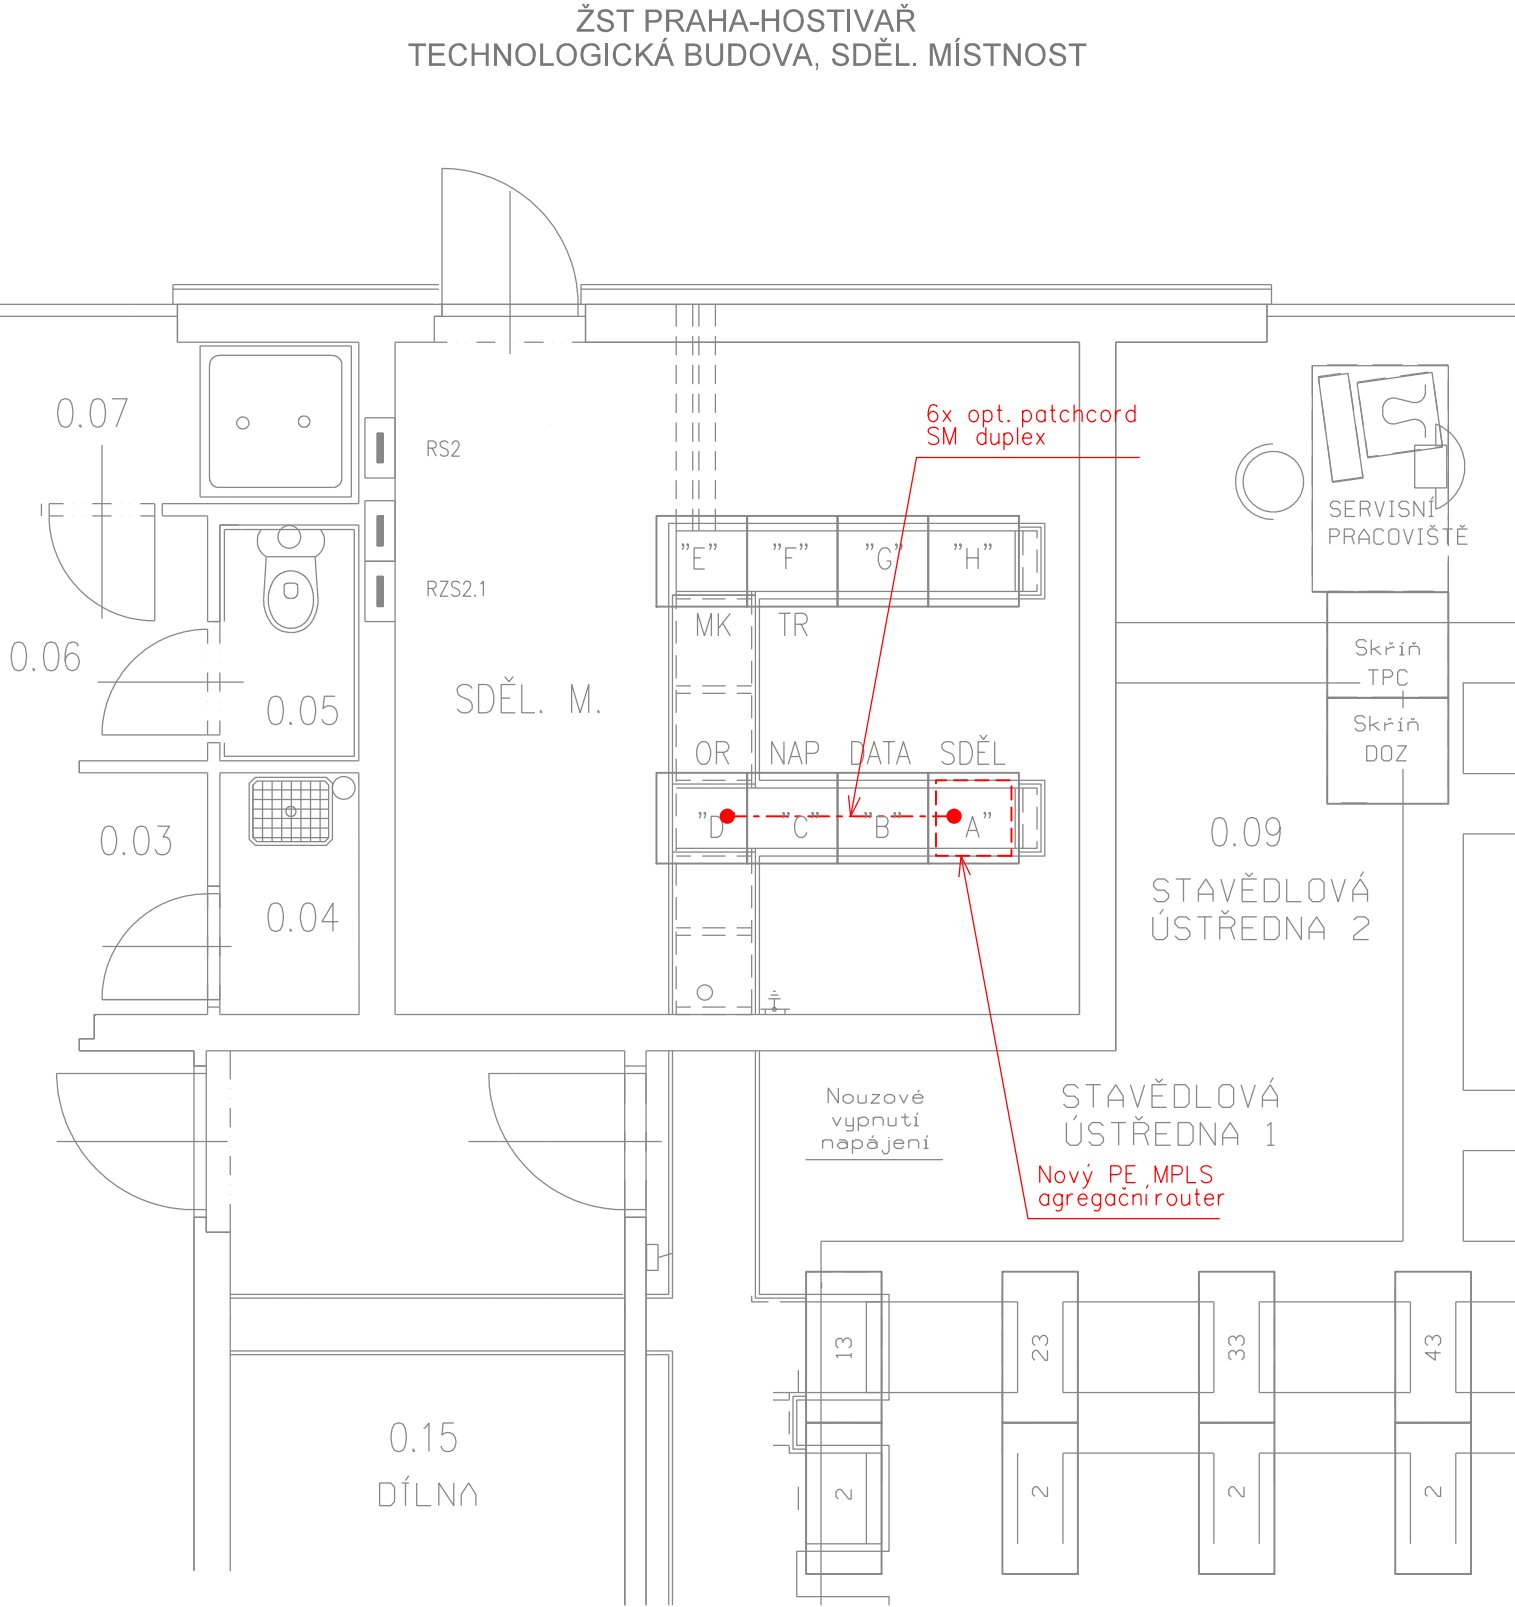 ŽST PRAHA-HOSTIVAŘ
TECHNOLOGICKÁ BUDOVA, SDĚL. MÍSTNOST
0.07
RS2
6x opt. patchcord
SM duplex
SERVISNÍ
PRACOVIŠTĚ
"E" "F" "G" "H"
RZS2.1
MK TR
0.06
0.05
SDĚL. M.
Skříň
TPC
Skříň
DOZ
OR NAP DATA SDĚL
"D "C" "B" A"
0.03
0.04
0.09
STAVĚDLOVÁ
ÚSTŘEDNA 2
Nouzové
vypnutí
napájení
STAVĚDLOVÁ
ÚSTŘEDNA 1
Nový PE MPLS
agregační router
13 23 33 43
0.15
DÍLNA
2 2 2 2